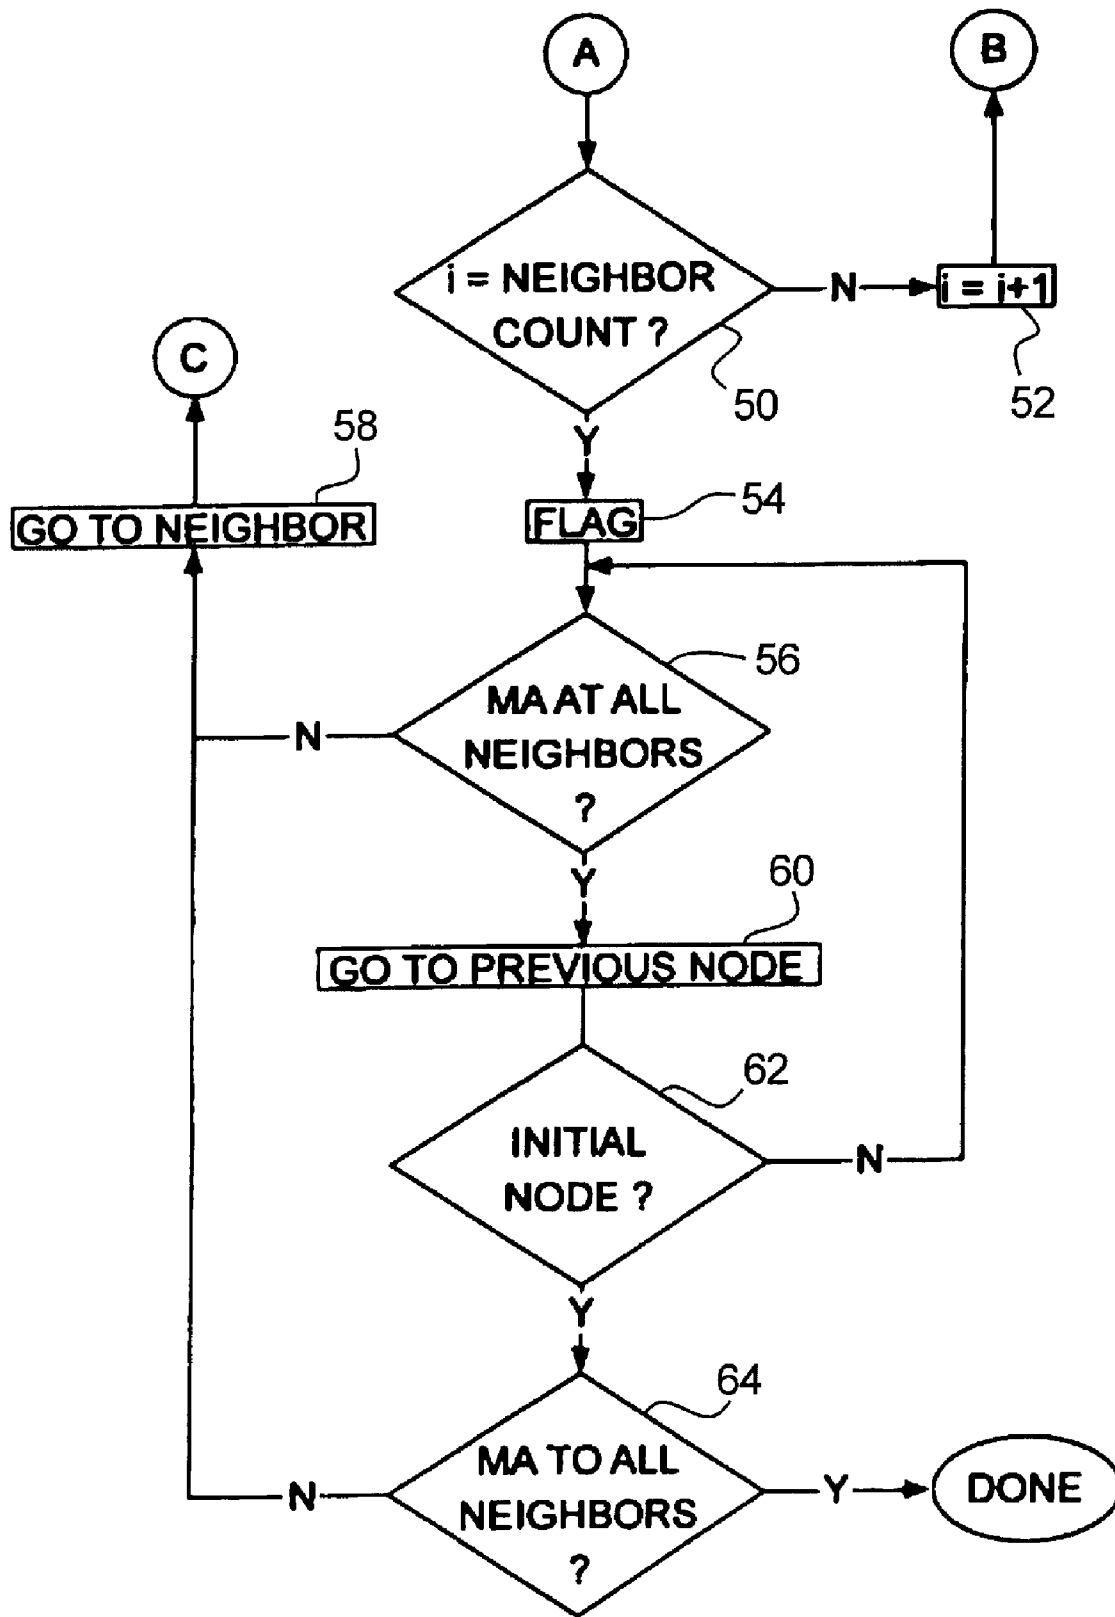 A
B
i = NEIGHBOR
COUNT ?
N
i = i+1
50
52
C
Y
58
GO TO NEIGHBOR
FLAG
54
56
MA AT ALL
NEIGHBORS
?
N
Y
60
GO TO PREVIOUS NODE
62
INITIAL
NODE ?
N
Y
64
MA TO ALL
NEIGHBORS
?
N
Y
DONE